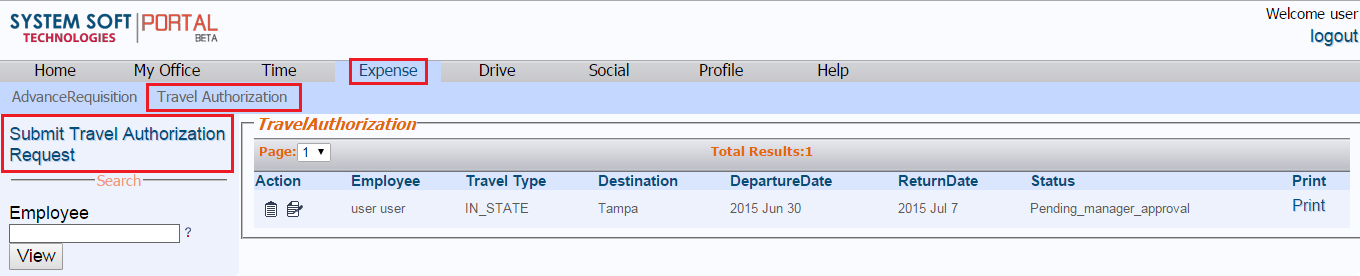 SYSTEM SOFT TECHNOLOGIES PORTAL BETA
Welcome user
logout
Home My Office Time Expense Drive Social Profile Help
AdvanceRequisition Travel Authorization
Submit Travel Authorization
Request
Search
Employee
?
View
TravelAuthorization
Page: 1 Total Results:1
Action Employee Travel Type Destination DepartureDate ReturnDate Status Print
user user IN_STATE Tampa 2015 Jun 30 2015 Jul 7 Pending_manager_approval Print